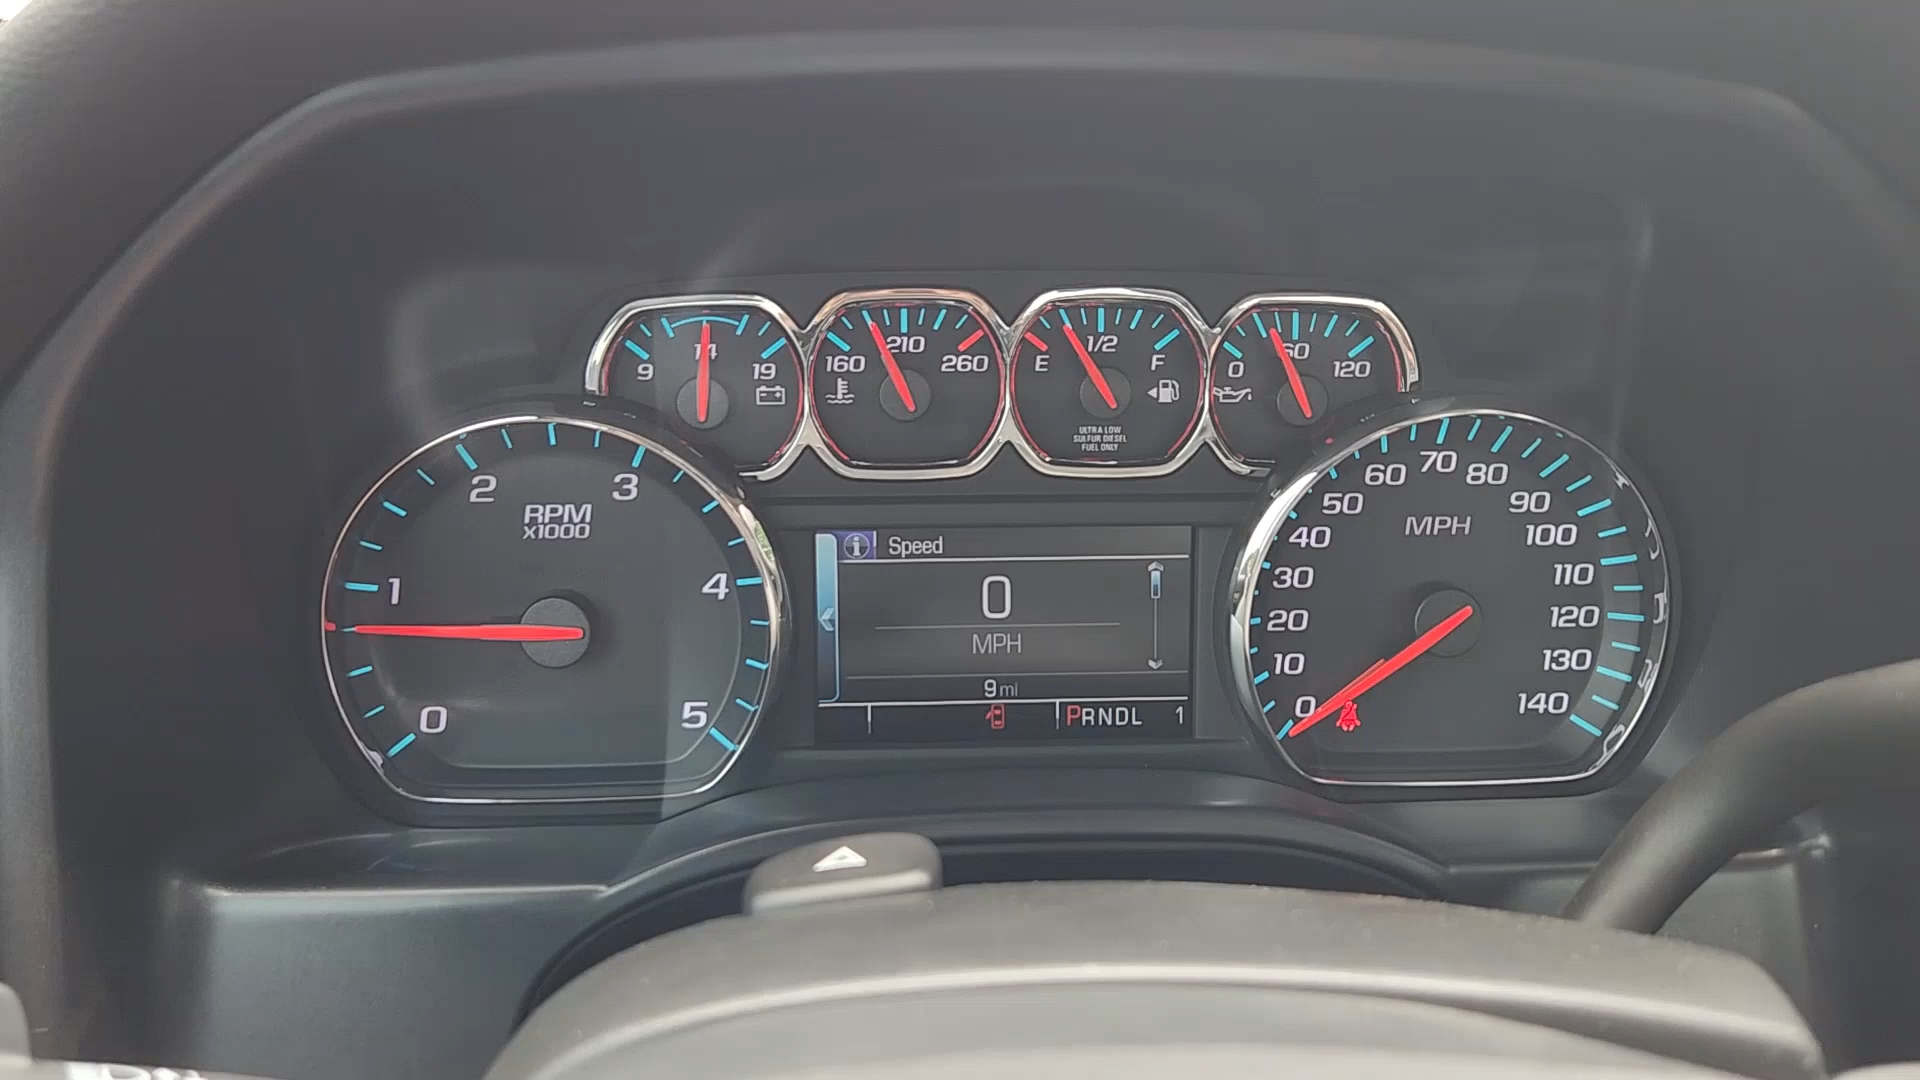 9 14 19
160 210 260
E 1/2 F
ULTRA LOW
SULFUR DIESEL
FUEL ONLY
0 60 120
0 1 2 3 4 5
RPM
x1000
Speed
0
MPH
9 mi
PRNDL 1
0 10 20 30 40 50 60 70 80 90 100 110 120 130 140
MPH